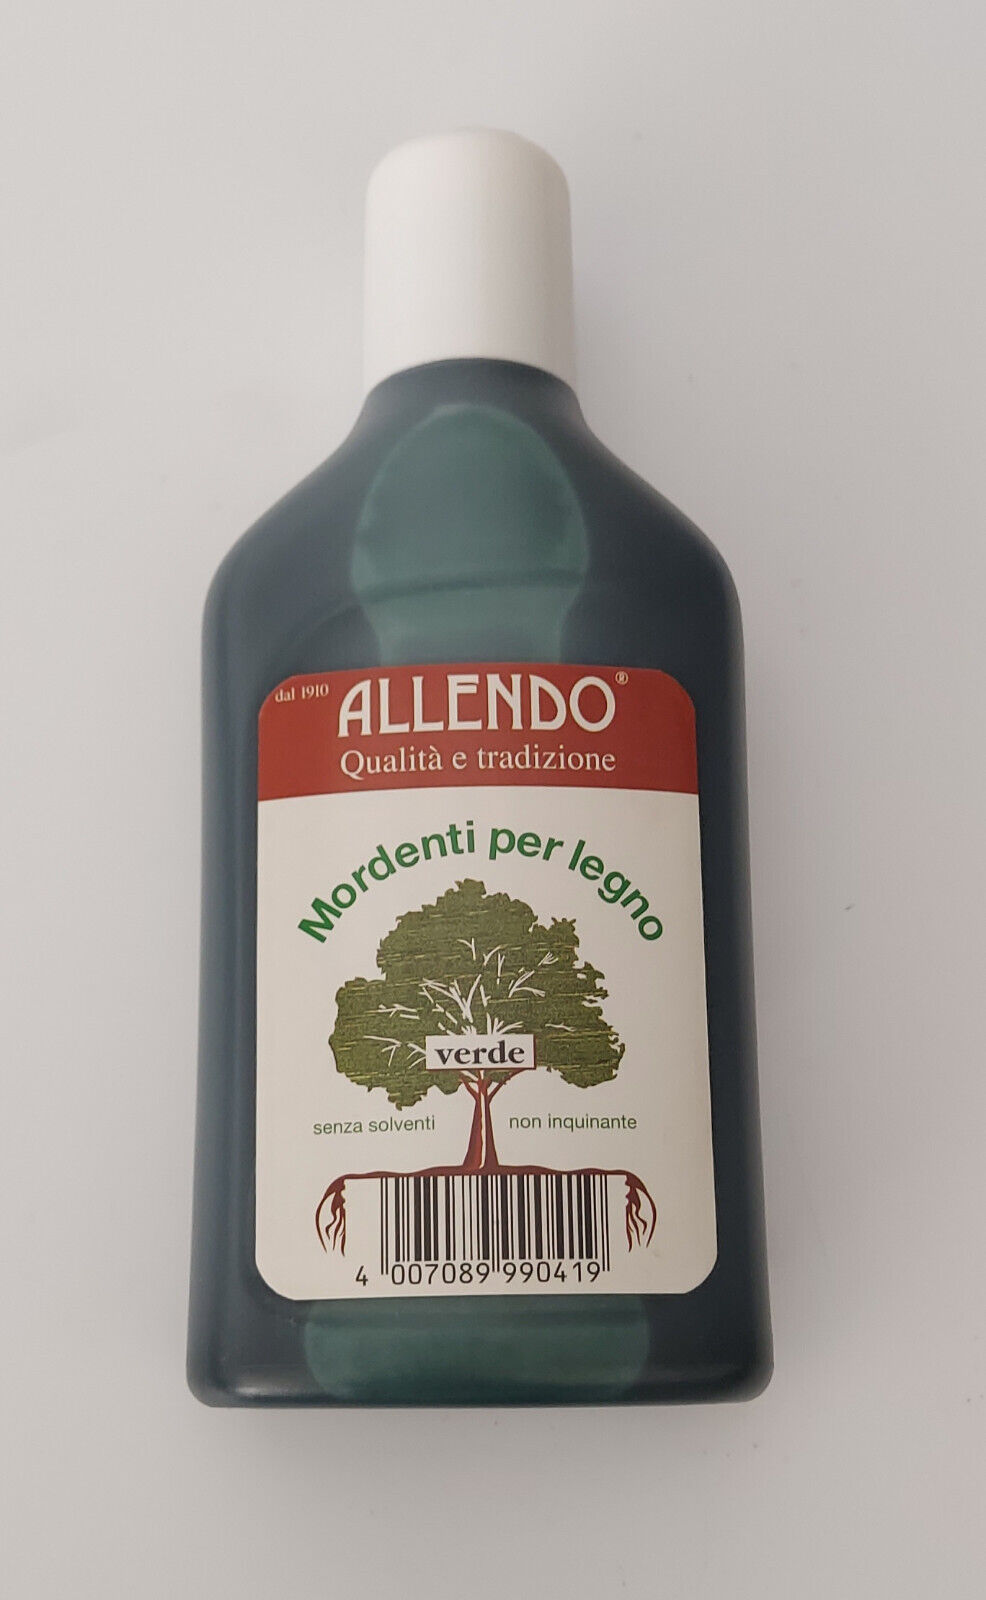 dal 1910
ALLENDO®
Qualità e tradizione
Mordenti per legno
verde
senza solventi
non inquinante
4 007089 990419